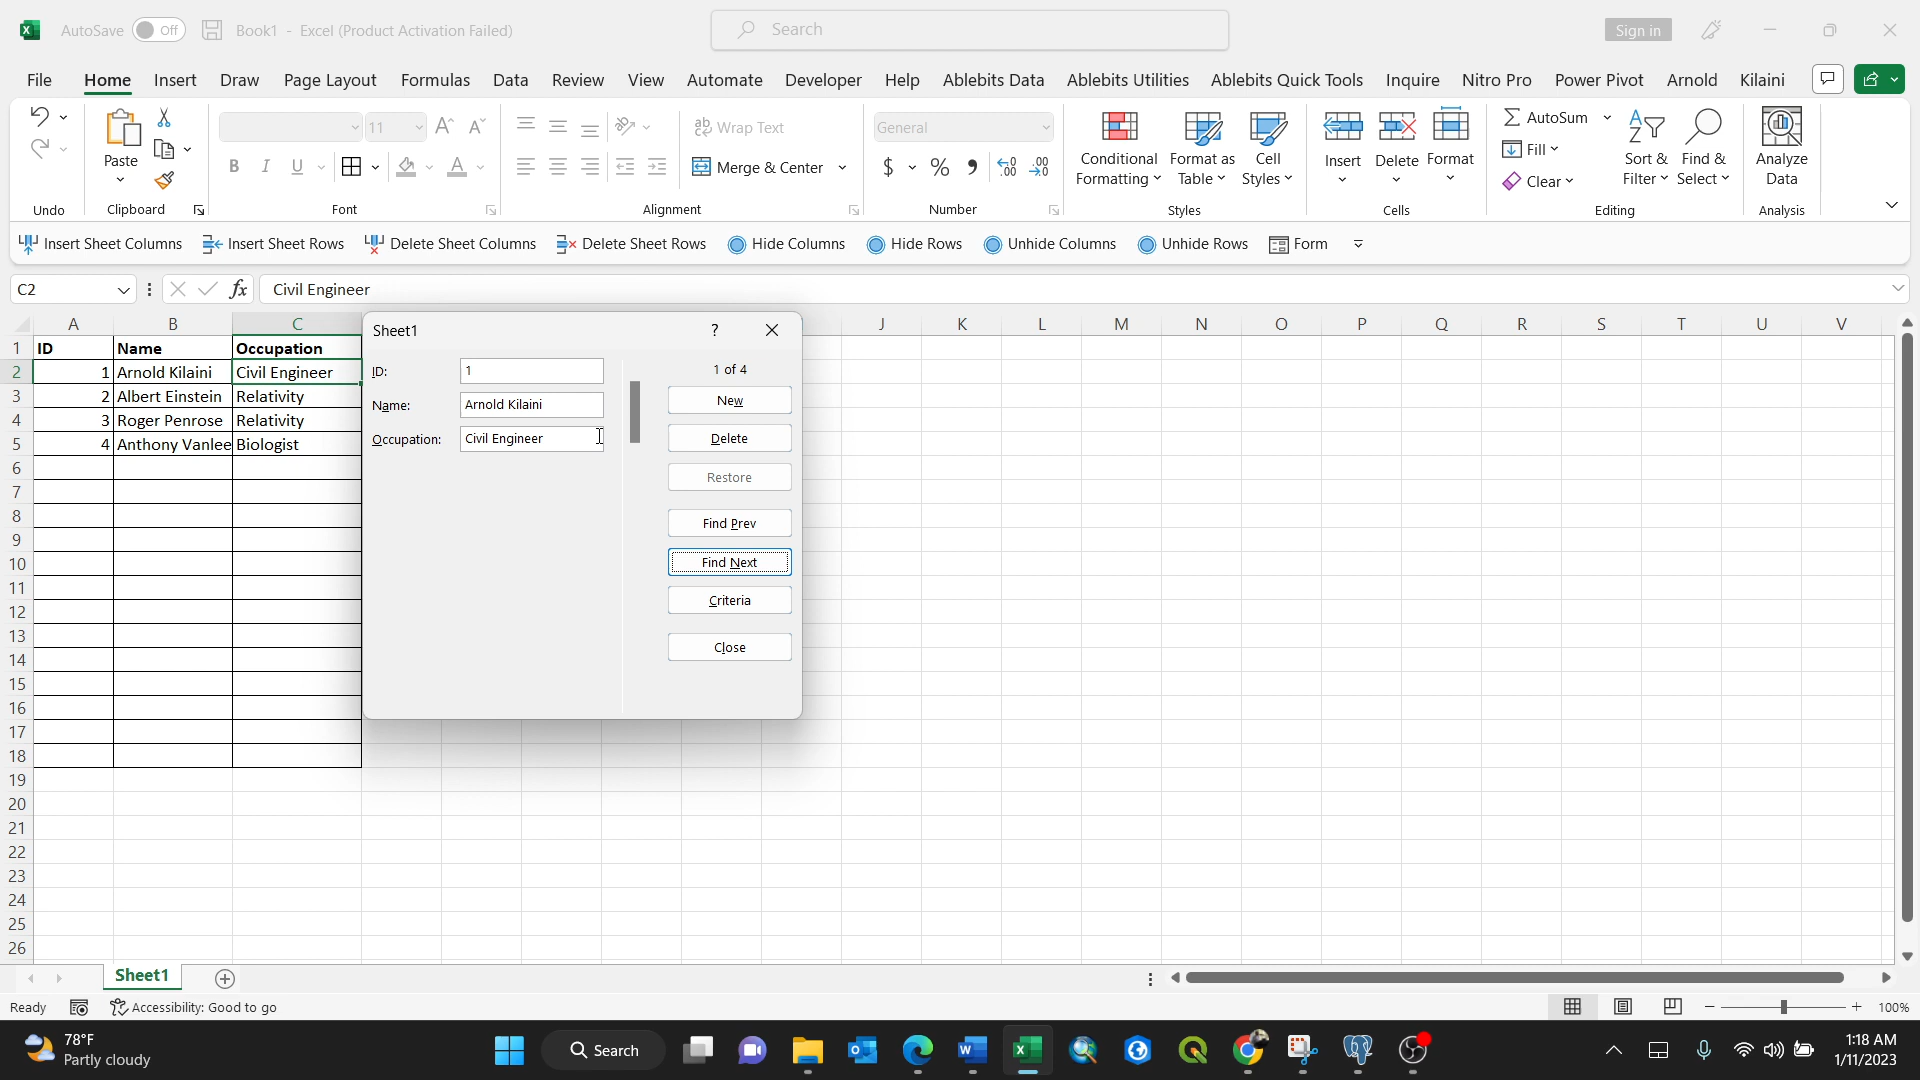 AutoSave Off Book1 - Excel (Product Activation Failed) Search Sign in
File Home Insert Draw Page Layout Formulas Data Review View Automate Developer Help Ablebits Data Ablebits Utilities Ablebits Quick Tools Inquire Nitro Pro Power Pivot Arnold Kilaini
11 ab Wrap Text General AutoSum
Paste B I U Merge & Center $ % Conditional Formatting Format as Table Cell Styles Insert Delete Format Fill Sort & Filter Find & Select Analyze Data
Clear
Undo Clipboard Font Alignment Number Styles Cells Editing Analysis
Insert Sheet Columns Insert Sheet Rows Delete Sheet Columns Delete Sheet Rows Hide Columns Hide Rows Unhide Columns Unhide Rows Form
C2 fx Civil Engineer
A B C J K L M N O P Q R S T U V
1 ID Name Occupation
2 1 Arnold Kilaini Civil Engineer
3 2 Albert Einstein Relativity
4 3 Roger Penrose Relativity
5 4 Anthony Vanlee Biologist
6
7
8
9
10
11
12
13
14
15
16
17
18
19
20
21
22
23
24
25
26
Sheet1 ?
ID: 1 1 of 4
Name: Arnold Kilaini New
Occupation: Civil Engineer Delete
Restore
Find Prev
Find Next
Criteria
Close
Sheet1
Ready Accessibility: Good to go 100%
78°F
Partly cloudy
Search
1:18 AM
1/11/2023